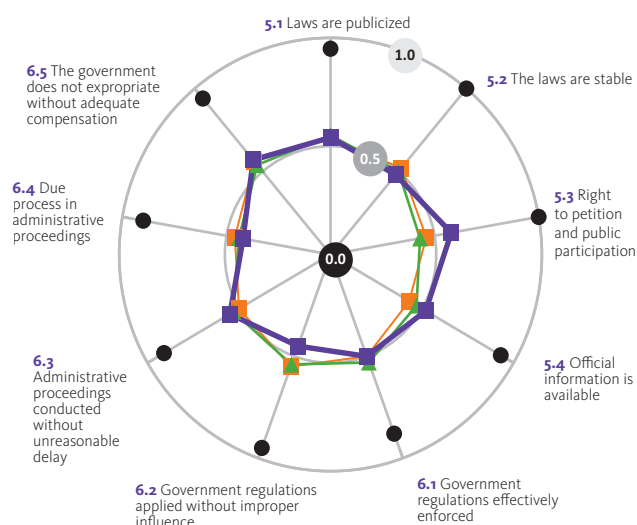 5.1 Laws are publicized
1.0
5.2 The laws are stable
6.5 The government
does not expropriate
without adequate
compensation
0.5
5.3 Right
to petition
and public
participation
6.4 Due
process in
administrative
proceedings
0.0
5.4 Official
information is
available
6.3
Administrative
proceedings
conducted
without
unreasonable
delay
6.1 Government
regulations effectively
enforced
6.2 Government regulations
applied without improper
influence